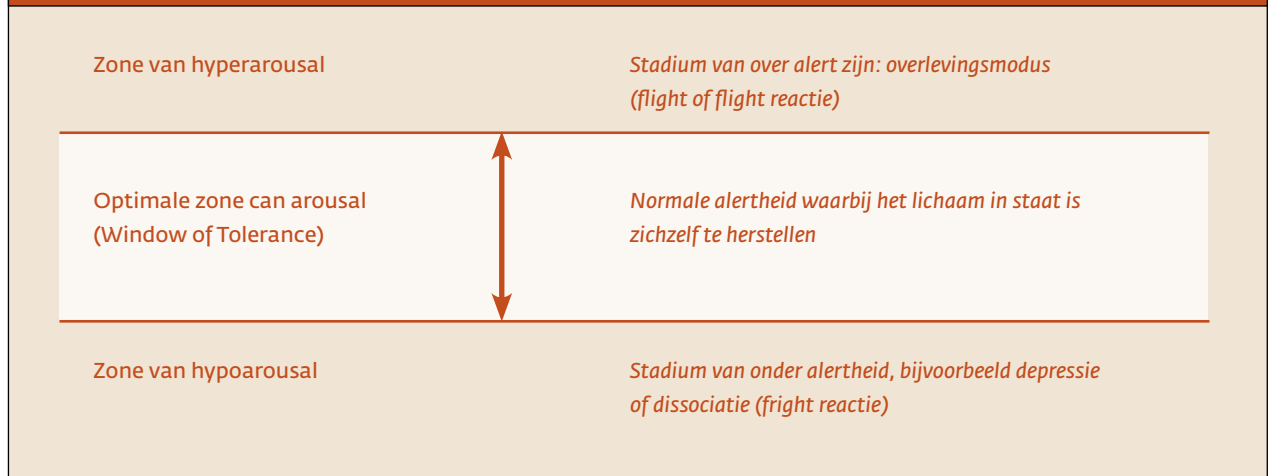 Zone van hyperarousal
Stadium van over alert zijn: overlevingsmodus
(flight of flight reactie)
Optimale zone can arousal
(Window of Tolerance)
Normale alertheid waarbij het lichaam in staat is
zichzelf te herstellen
Zone van hypoarousal
Stadium van onder alertheid, bijvoorbeeld depressie
of dissociatie (fright reactie)